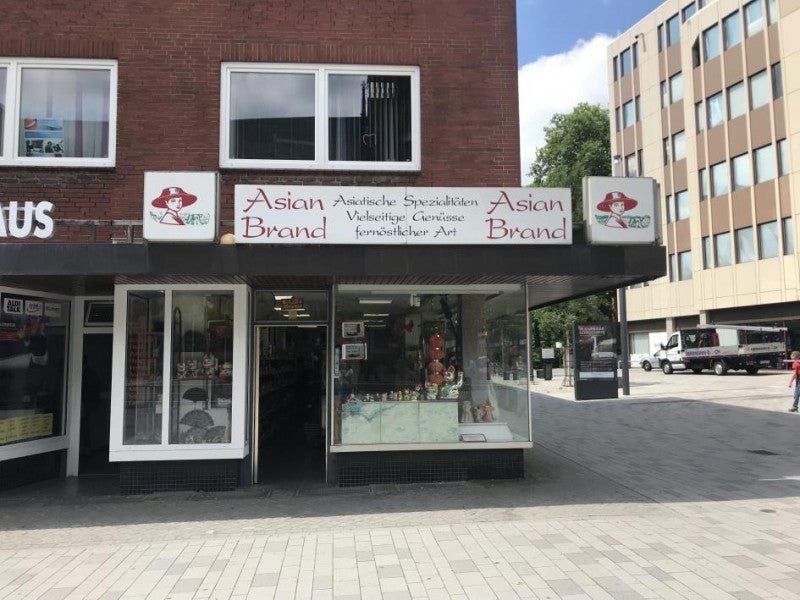 Asian
Brand
Asiatische Spezialitäten
Vielseitige Genüsse
fernöstlicher Art
Asian
Brand
AUS
ALDI
TALK